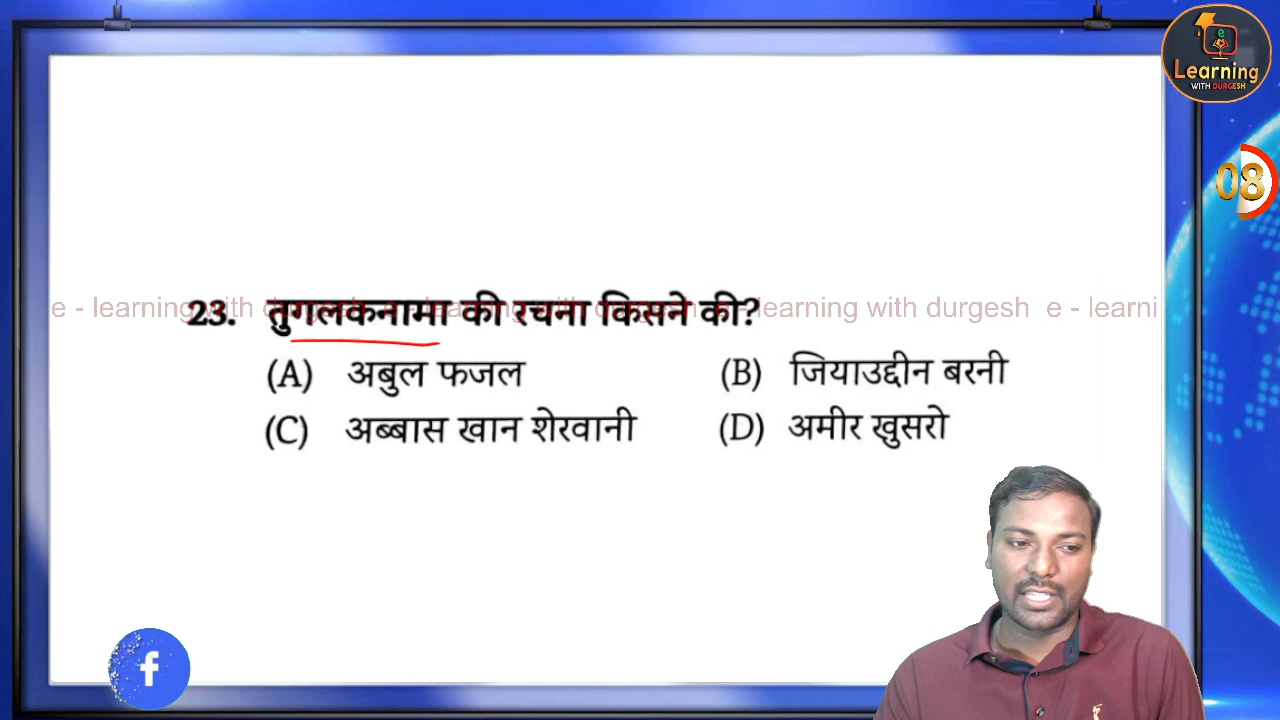 e
Learning
WITH DURGESH
08
e - learning with durgesh e - learning with durgesh e - learning with durgesh e - learni
23. तुगलकनामा की रचना किसने की?
(A) अबुल फजल (B) जियाउद्दीन बरनी
(C) अब्बास खान शेरवानी (D) अमीर खुसरो
f